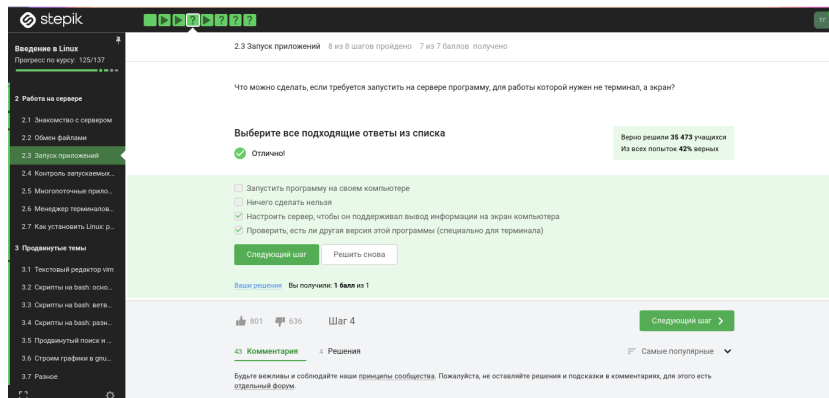 stepik
ТГ
Введение в Linux
Прогресс по курсу: 125/137
2 Работа на сервере
2.1 Знакомство с сервером
2.2 Обмен файлами
2.3 Запуск приложений
2.4 Контроль запускаемых...
2.5 Многопоточные прило...
2.6 Менеджер терминалов...
2.7 Как установить Linux: р...
3 Продвинутые темы
3.1 Текстовый редактор vim
3.2 Скрипты на bash: осно...
3.3 Скрипты на bash: ветв...
3.4 Скрипты на bash: разн...
3.5 Продвинутый поиск и ...
3.6 Строим графики в gnu...
3.7 Разное
2.3 Запуск приложений 8 из 8 шагов пройдено 7 из 7 баллов получено
Что можно сделать, если требуется запустить на сервере программу, для работы которой нужен не терминал, а экран?
Выберите все подходящие ответы из списка
Отлично!
Верно решили 35 473 учащихся
Из всех попыток 42% верных
Запустить программу на своем компьютере
Ничего сделать нельзя
Настроить сервер, чтобы он поддерживал вывод информации на экран компьютера
Проверить, есть ли другая версия этой программы (специально для терминала)
Следующий шаг Решить снова
Ваши решения Вы получили: 1 балл из 1
801 636 Шаг 4
Следующий шаг
43 Комментария 4 Решения
Самые популярные
Будьте вежливы и соблюдайте наши принципы сообщества. Пожалуйста, не оставляйте решения и подсказки в комментариях, для этого есть
отдельный форум.